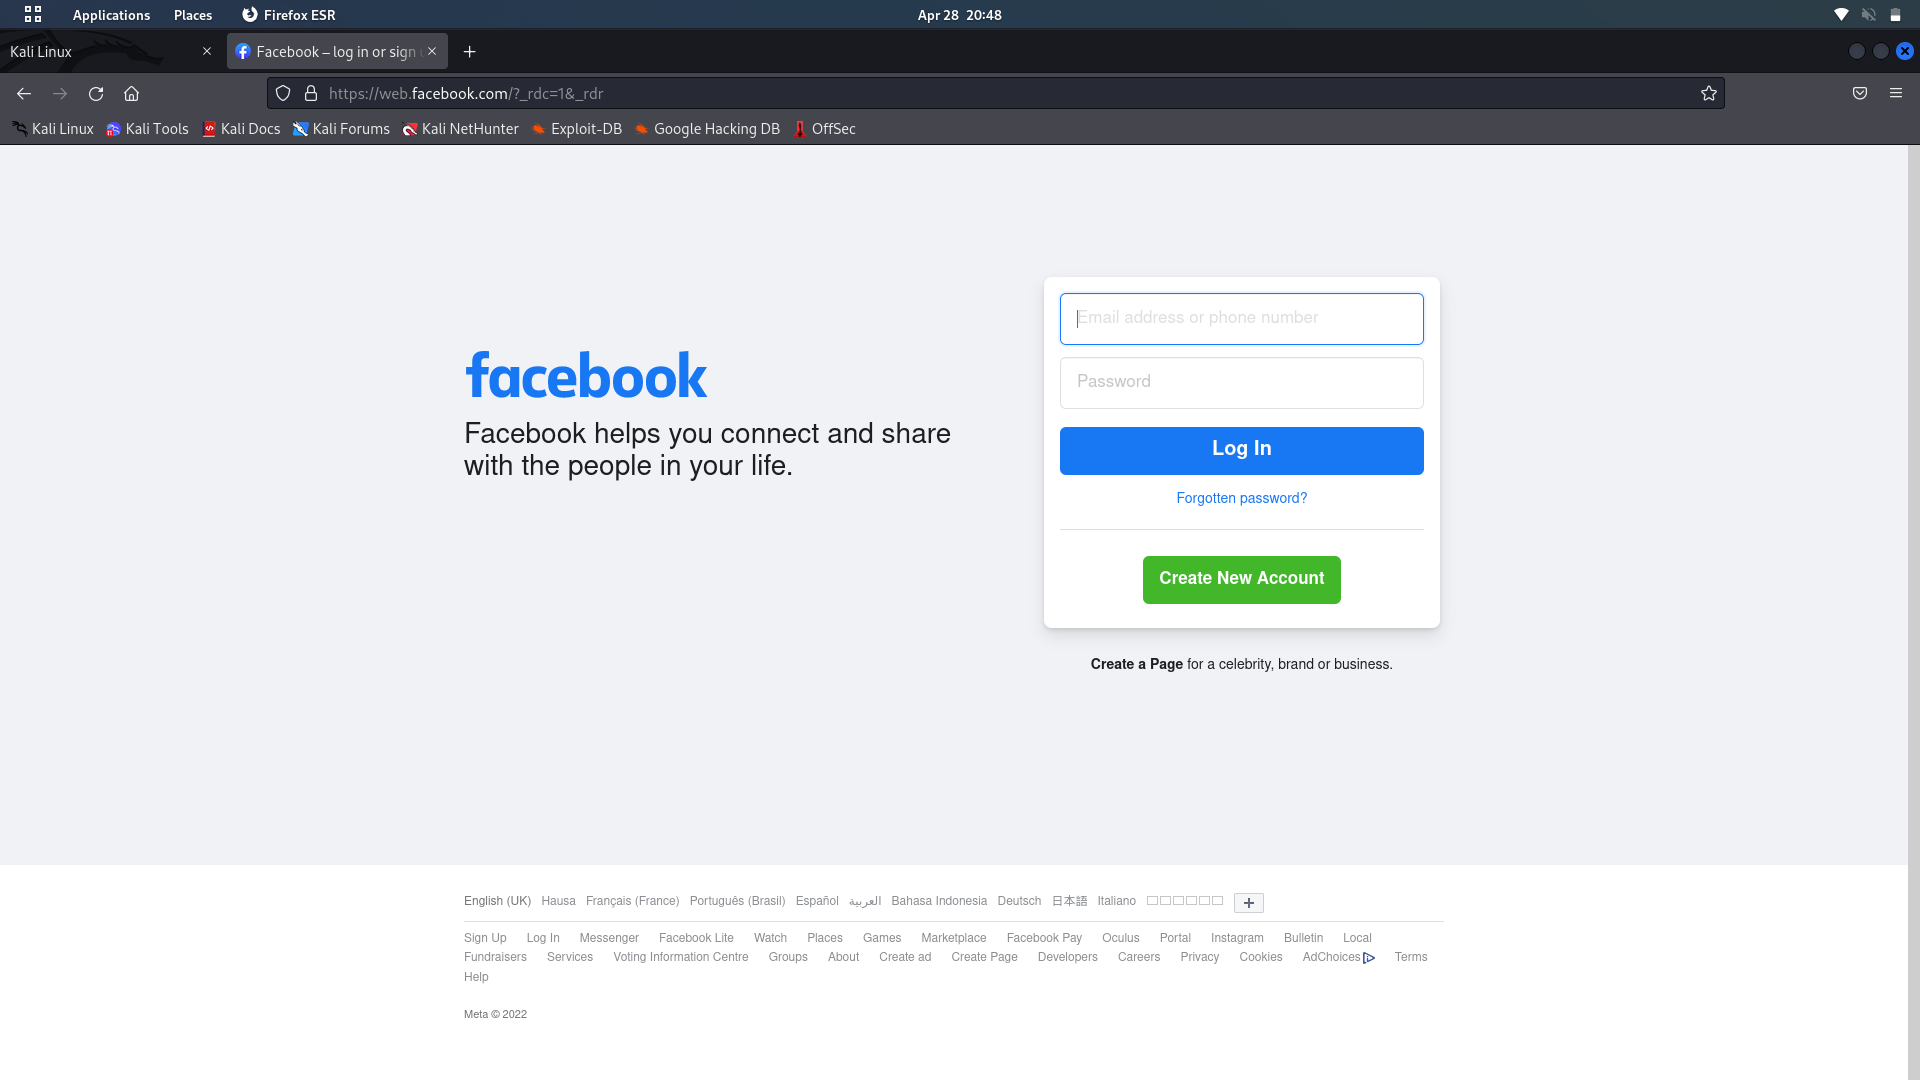 Applications Places Firefox ESR Apr 28 20:48
Kali Linux Facebook – log in or sign
https://web.facebook.com/?_rdc=1&_rdr
Kali Linux Kali Tools Kali Docs Kali Forums Kali NetHunter Exploit-DB Google Hacking DB OffSec
facebook
Facebook helps you connect and share
with the people in your life.
Email address or phone number
Password
Log In
Forgotten password?
Create New Account
Create a Page for a celebrity, brand or business.
English (UK) Hausa Français (France) Português (Brasil) Español العربية Bahasa Indonesia Deutsch 日本語 Italiano
Sign Up Log In Messenger Facebook Lite Watch Places Games Marketplace Facebook Pay Oculus Portal Instagram Bulletin Local
Fundraisers Services Voting Information Centre Groups About Create ad Create Page Developers Careers Privacy Cookies AdChoices Terms
Help
Meta © 2022